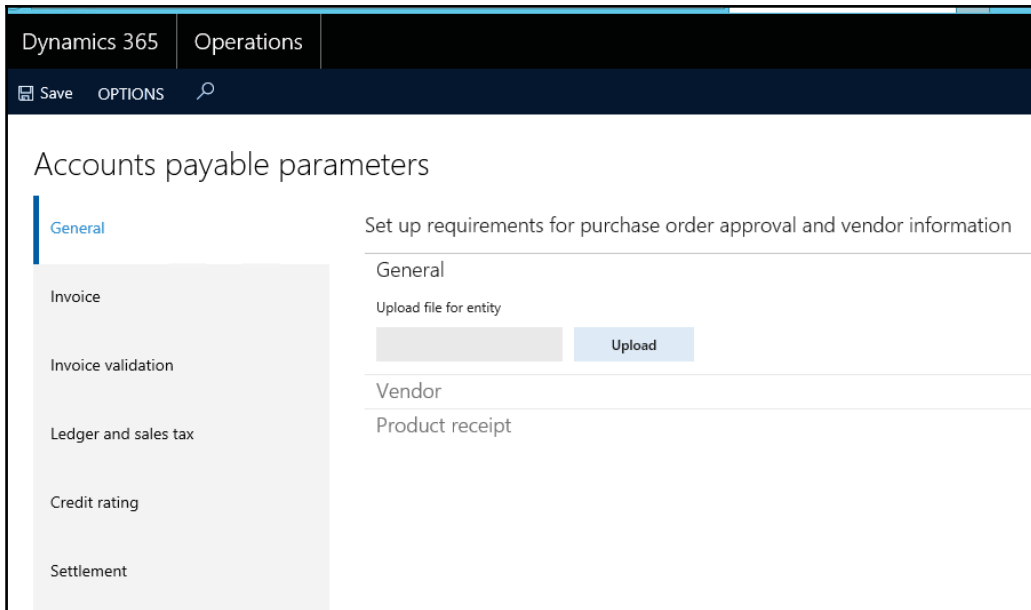 Dynamics 365 Operations
Save OPTIONS
Accounts payable parameters
General
Invoice
Invoice validation
Ledger and sales tax
Credit rating
Settlement
Set up requirements for purchase order approval and vendor information
General
Upload file for entity
Upload
Vendor
Product receipt